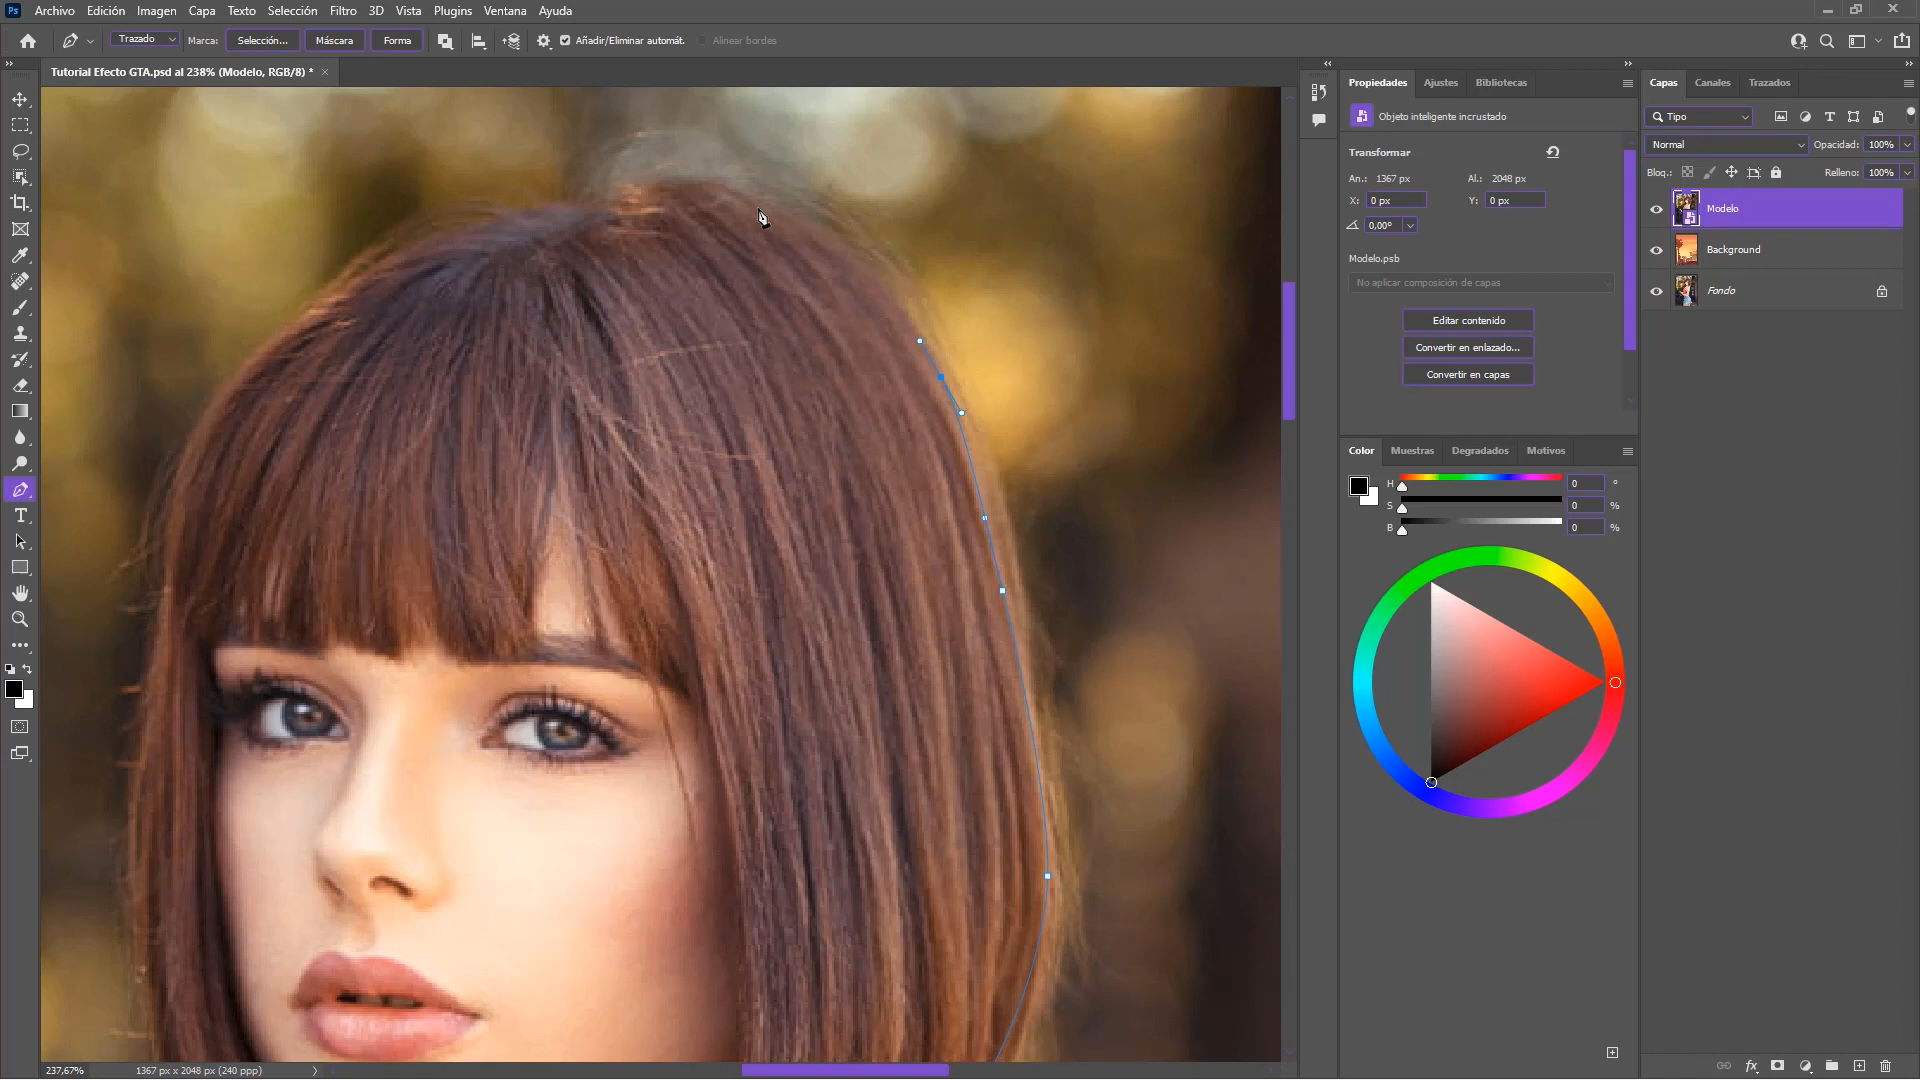 Ps Archivo Edición Imagen Capa Texto Selección Filtro 3D Vista Plugins Ventana Ayuda
Trazado Marca: Selección... Máscara Forma Añadir/Eliminar automát. Alinear bordes
Tutorial Efecto GTA.psd al 238% (Modelo, RGB/8) * ×
Propiedades Ajustes Bibliotecas
Objeto inteligente incrustado
Transformar
An.: 1367 px Al.: 2048 px
X: 0 px Y: 0 px
0,00°
Modelo.psb
No aplicar composición de capas
Editar contenido
Convertir en enlazado...
Convertir en capas
Color Muestras Degradados Motivos
H 0 °
S 0 %
B 0 %
Capas Canales Trazados
Tipo
Normal Opacidad: 100%
Bloq.: Relleno: 100%
Modelo
Background
Fondo
fx
237,67% 1367 px x 2048 px (240 ppp)